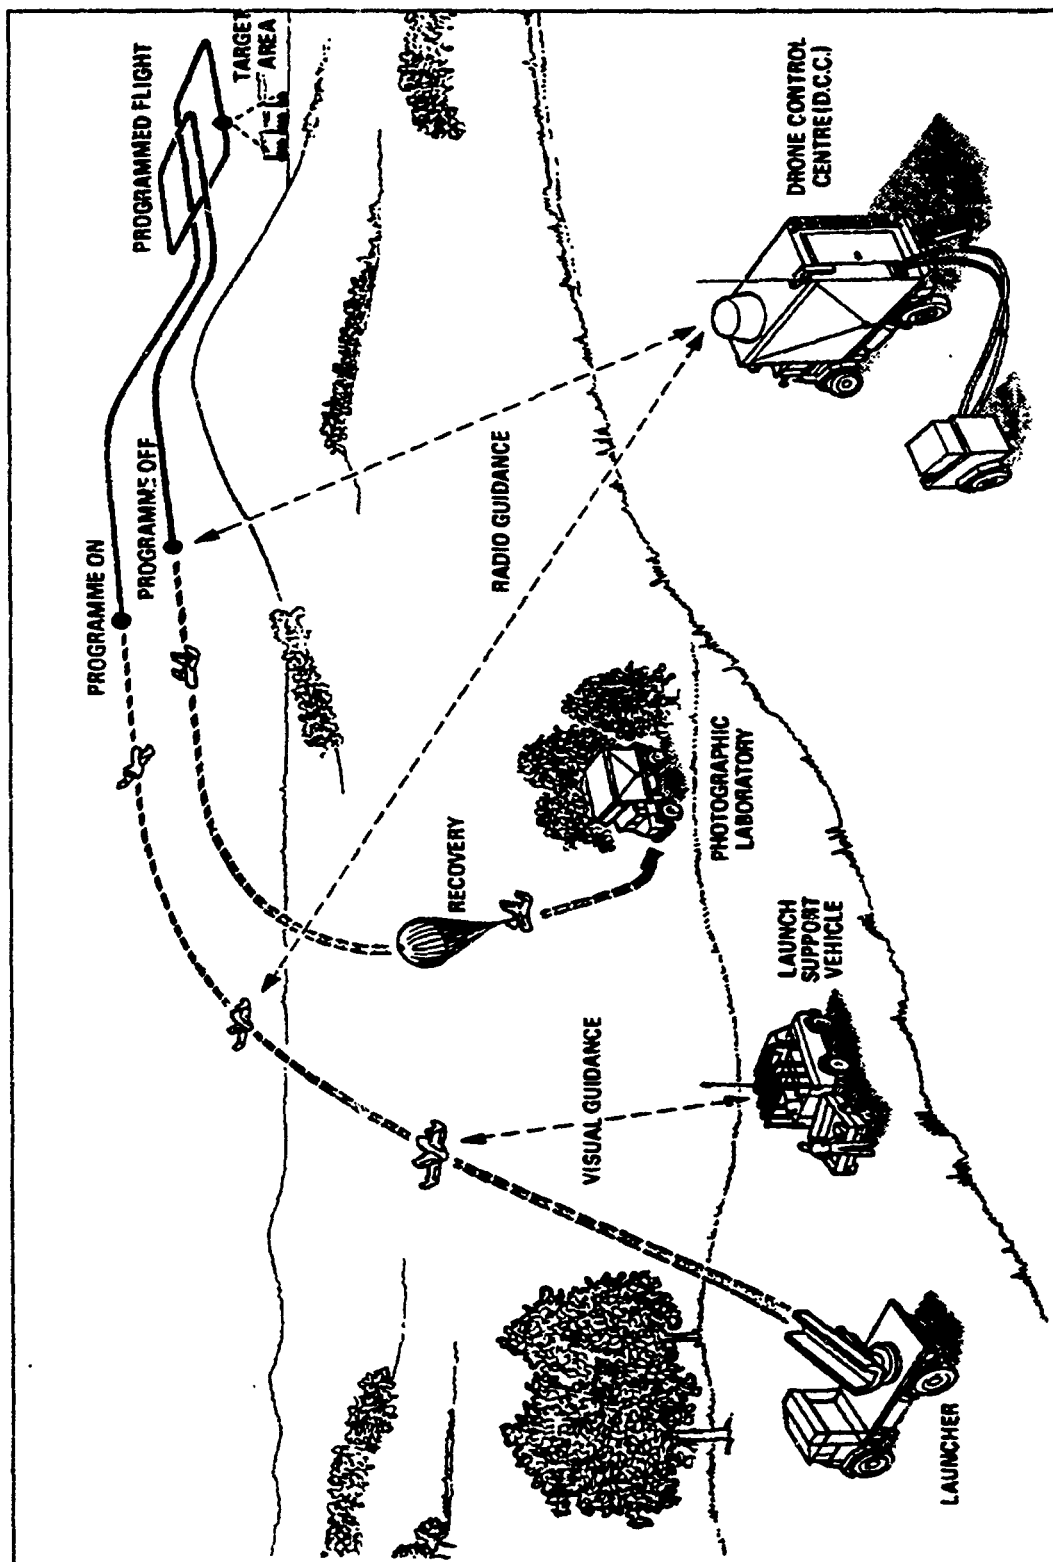 PROGRAMMED FLIGHT
TARGET
AREA
PROGRAMME ON
PROGRAMME OFF
RADIO GUIDANCE
RECOVERY
VISUAL GUIDANCE
PHOTOGRAPHIC
LABORATORY
LAUNCH
SUPPORT
VEHICLE
DRONE CONTROL
CENTRE (D.C.C.)
LAUNCHER